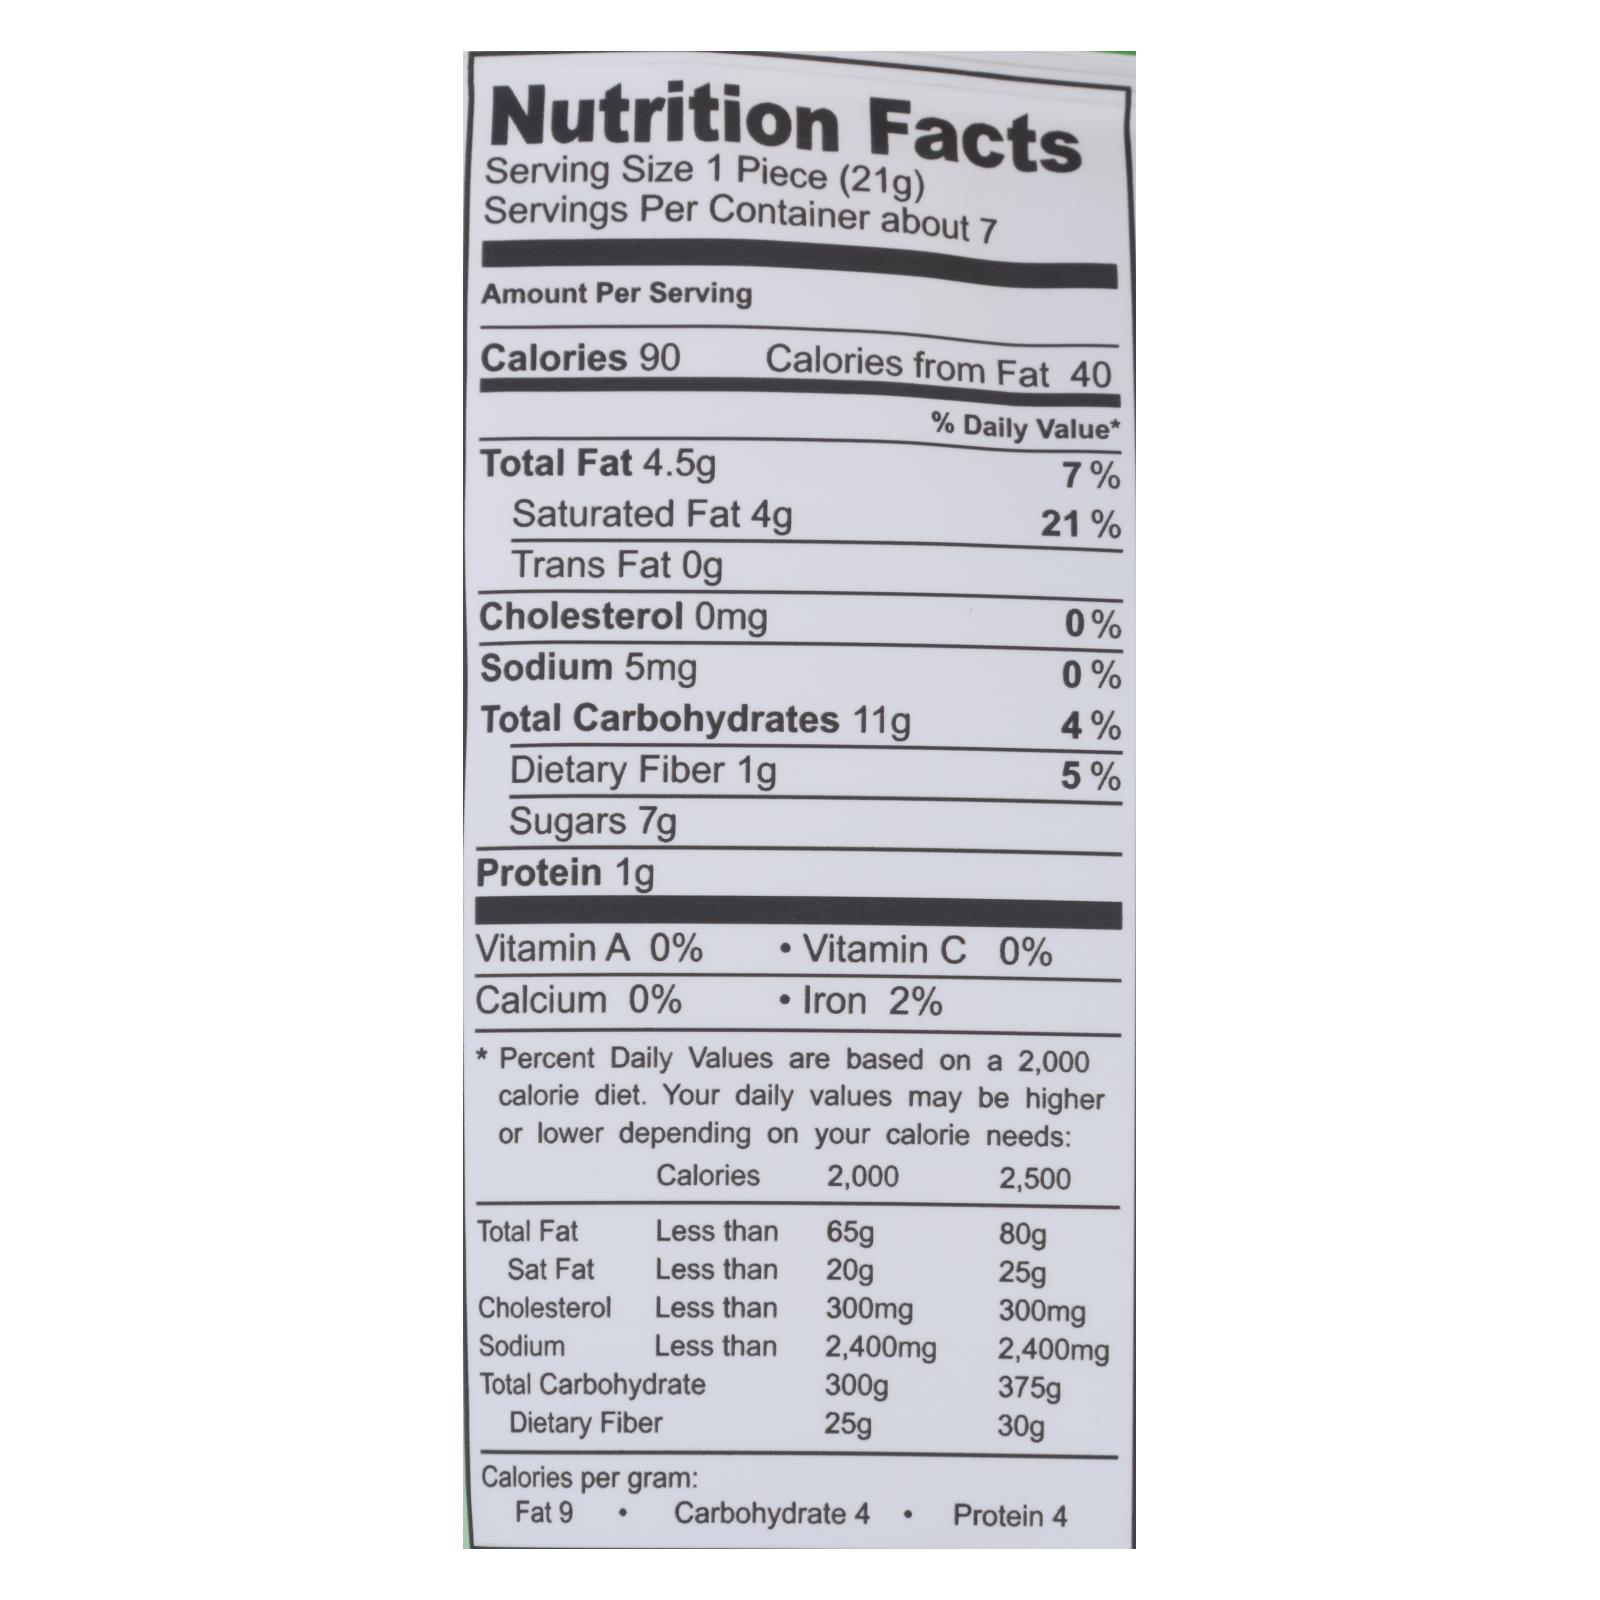 Nutrition Facts
Serving Size 1 Piece (21g)
Servings Per Container about 7
Amount Per Serving
Calories 90 Calories from Fat 40
% Daily Value*
Total Fat 4.5g 7 %
Saturated Fat 4g 21 %
Trans Fat 0g
Cholesterol 0mg 0 %
Sodium 5mg 0 %
Total Carbohydrates 11g 4 %
Dietary Fiber 1g 5 %
Sugars 7g
Protein 1g
Vitamin A 0% • Vitamin C 0%
Calcium 0% • Iron 2%
* Percent Daily Values are based on a 2,000
calorie diet. Your daily values may be higher
or lower depending on your calorie needs:
Calories 2,000 2,500
Total Fat Less than 65g 80g
Sat Fat Less than 20g 25g
Cholesterol Less than 300mg 300mg
Sodium Less than 2,400mg 2,400mg
Total Carbohydrate 300g 375g
Dietary Fiber 25g 30g
Calories per gram:
Fat 9 • Carbohydrate 4 • Protein 4